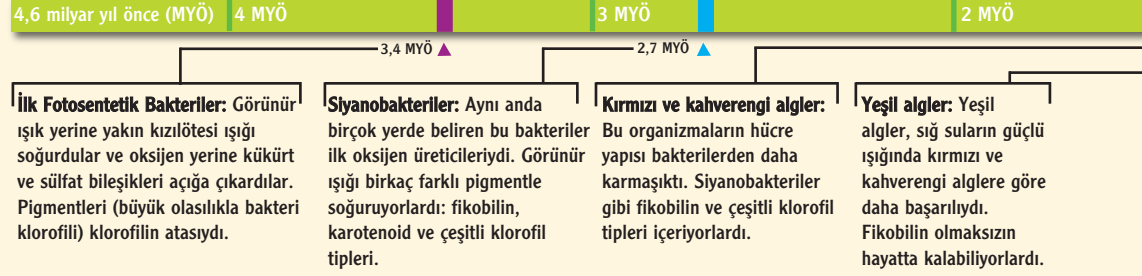 4,6 milyar yıl önce (MYÖ) 4 MYÖ 3 MYÖ 2 MYÖ
3,4 MYÖ 2,7 MYÖ
İlk Fotosentetik Bakteriler: Görünür
ışık yerine yakın kızılötesi ışığı
soğurdular ve oksijen yerine kükürt
ve sülfat bileşikleri açığa çıkardılar.
Pigmentleri (büyük olasılıkla bakteri
klorofili) klorofilin atasıydı.
Siyanobakteriler: Aynı anda
birçok yerde beliren bu bakteriler
ilk oksijen üreticileriydi. Görünür
ışığı birkaç farklı pigmentle
soğuruyorlardı: fikobilin,
karotenoid ve çeşitli klorofil
tipleri.
Kırmızı ve kahverengi algler:
Bu organizmaların hücre
yapısı bakterilerden daha
karmaşıktı. Siyanobakteriler
gibi fikobilin ve çeşitli klorofil
tipleri içeriyorlardı.
Yeşil algler: Yeşil
algler, sığ suların güçlü
ışığında kırmızı ve
kahverengi alglere göre
daha başarılıydı.
Fikobilin olmaksızın
hayatta kalabiliyorlardı.